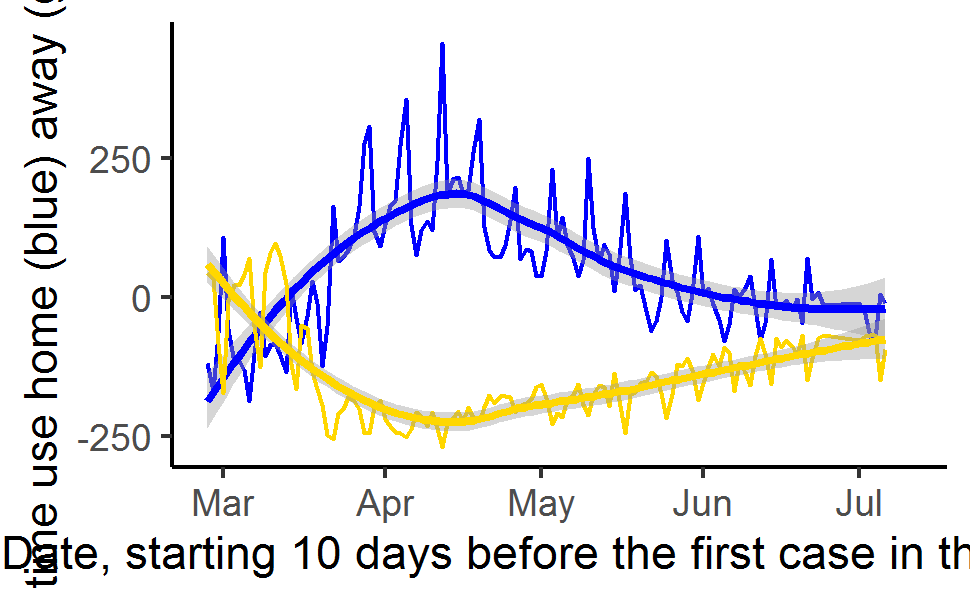 time use home (blue) away (
250
0
-250
Mar Apr May Jun Jul
Date, starting 10 days before the first case in th